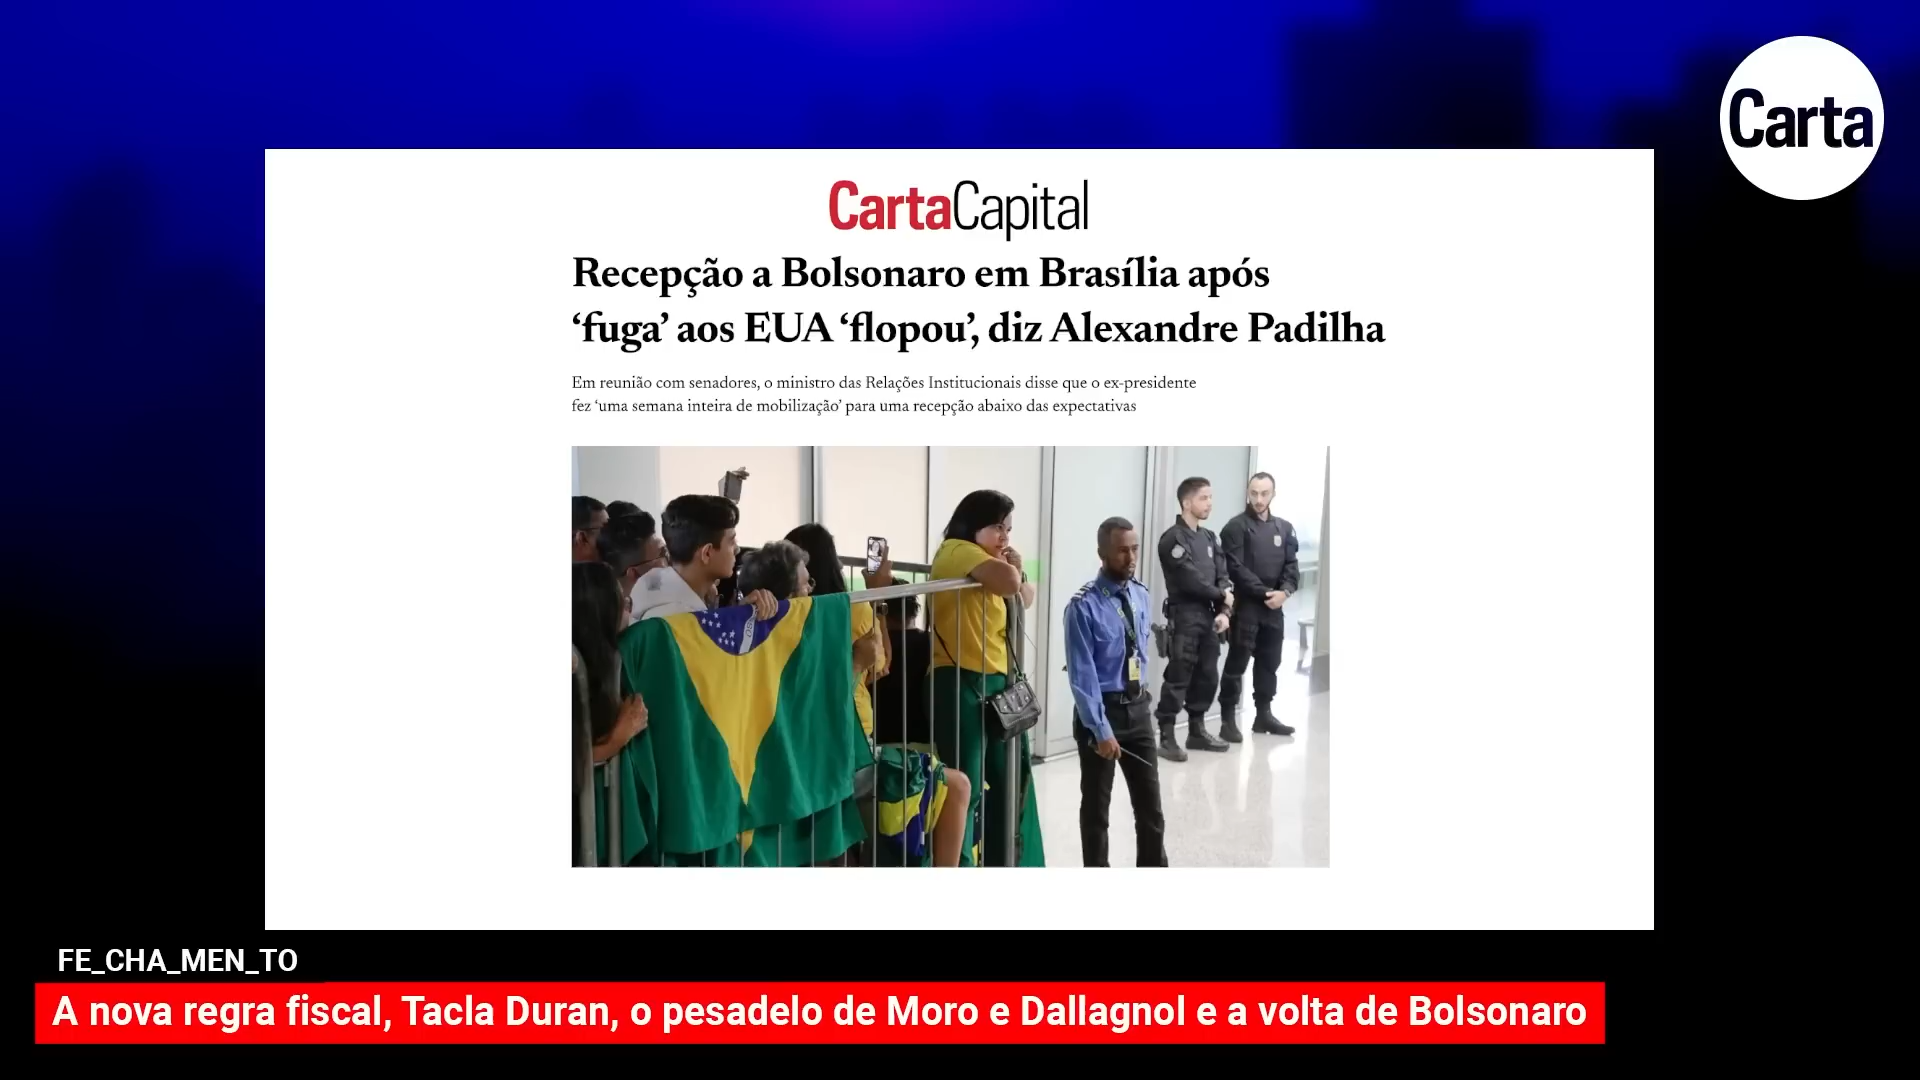 Carta
CartaCapital
Recepção a Bolsonaro em Brasília após
‘fuga’ aos EUA ‘flopou’, diz Alexandre Padilha
Em reunião com senadores, o ministro das Relações Institucionais disse que o ex-presidente
fez ‘uma semana inteira de mobilização’ para uma recepção abaixo das expectativas
FE_CHA_MEN_TO
A nova regra fiscal, Tacla Duran, o pesadelo de Moro e Dallagnol e a volta de Bolsonaro